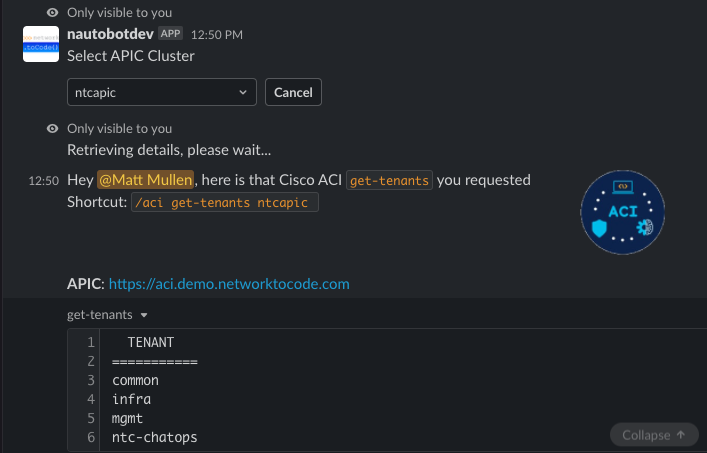 Only visible to you
nautobotdev APP 12:50 PM
Select APIC Cluster
ntcapic Cancel
Only visible to you
Retrieving details, please wait...
12:50 Hey @Matt Mullen, here is that Cisco ACI get-tenants you requested
Shortcut: /aci get-tenants ntcapic
ACI
APIC: https://aci.demo.networktocode.com
get-tenants
1 TENANT
2 ===========
3 common
4 infra
5 mgmt
6 ntc-chatops
Collapse ↑